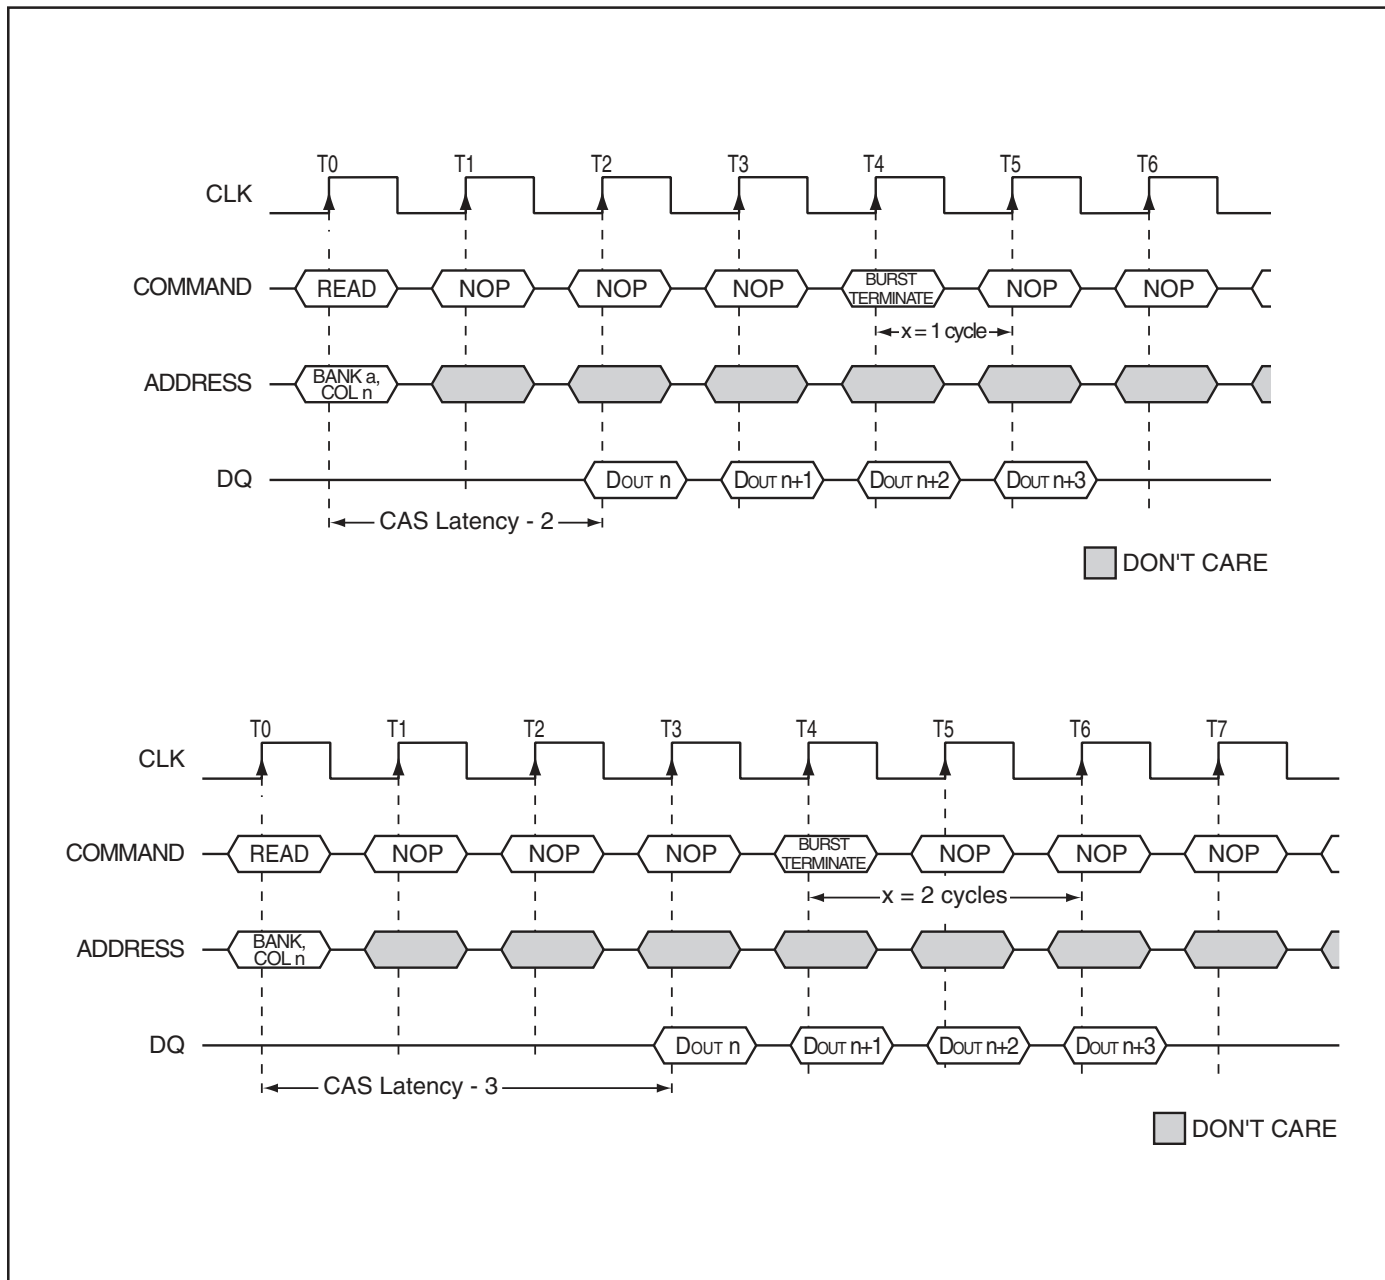 T0 T1 T2 T3 T4 T5 T6
CLK
COMMAND READ NOP NOP NOP BURST TERMINATE NOP NOP
x = 1 cycle
ADDRESS BANK a, COL n
DQ DOUT n DOUT n+1 DOUT n+2 DOUT n+3
CAS Latency - 2
DON'T CARE
T0 T1 T2 T3 T4 T5 T6 T7
CLK
COMMAND READ NOP NOP NOP BURST TERMINATE NOP NOP NOP
x = 2 cycles
ADDRESS BANK, COL n
DQ DOUT n DOUT n+1 DOUT n+2 DOUT n+3
CAS Latency - 3
DON'T CARE